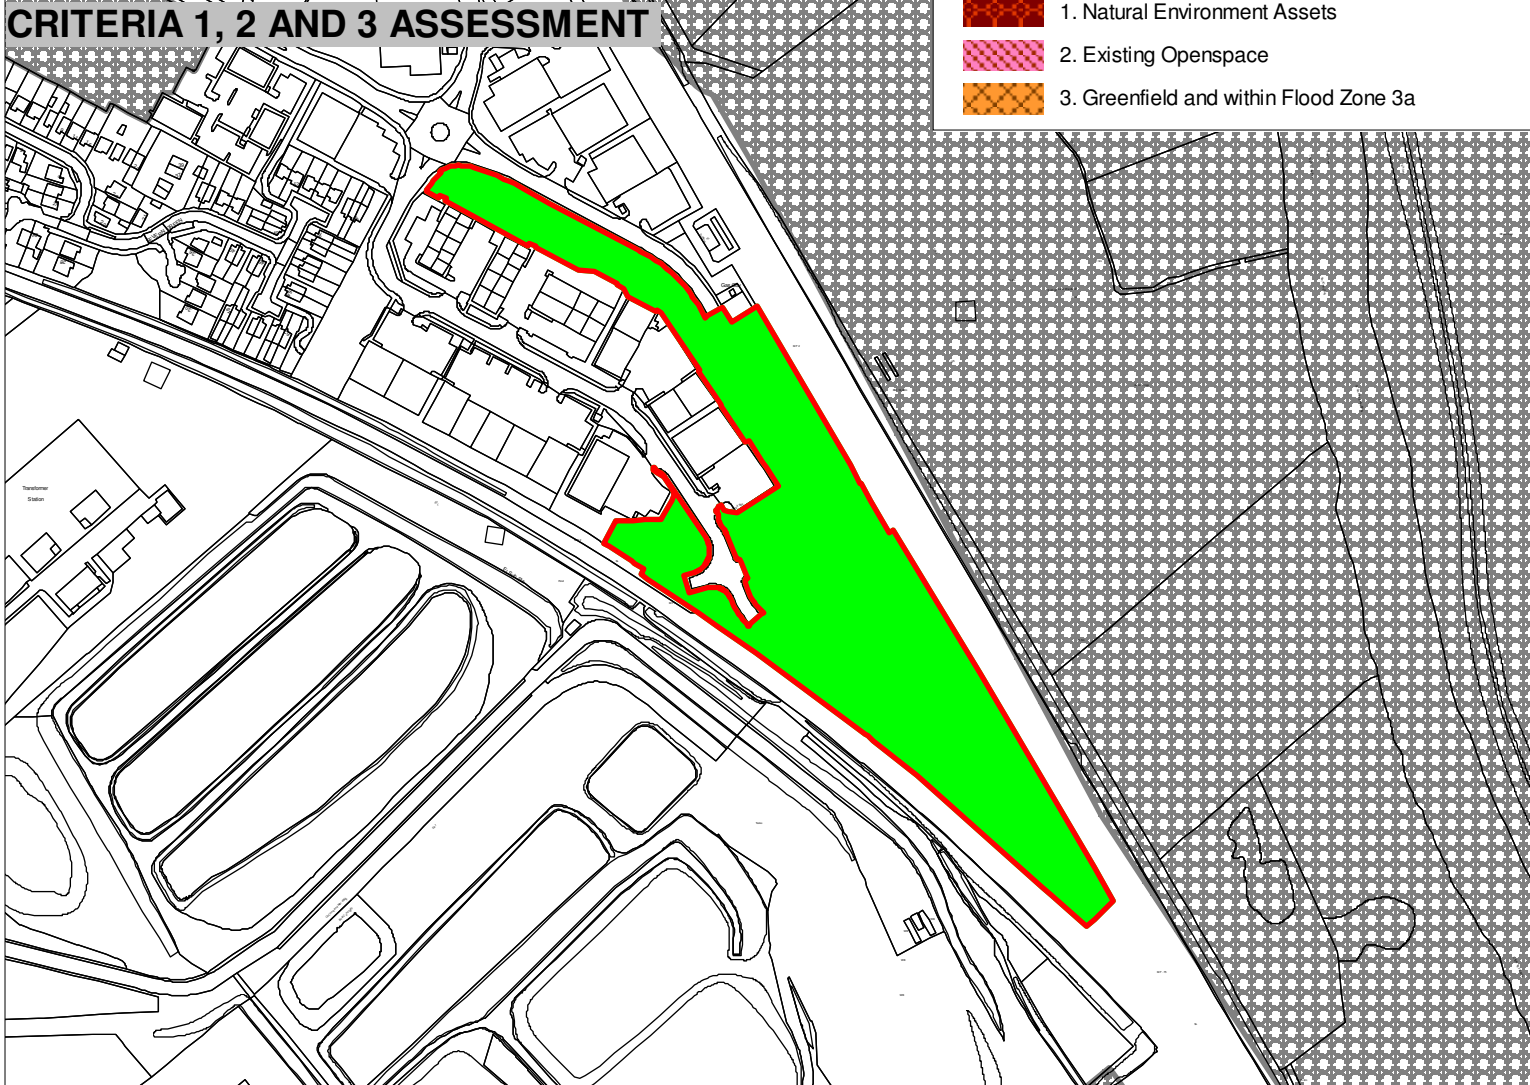 CRITERIA 1, 2 AND 3 ASSESSMENT
1. Natural Environment Assets
2. Existing Openspace
3. Greenfield and within Flood Zone 3a
Transformer
Station